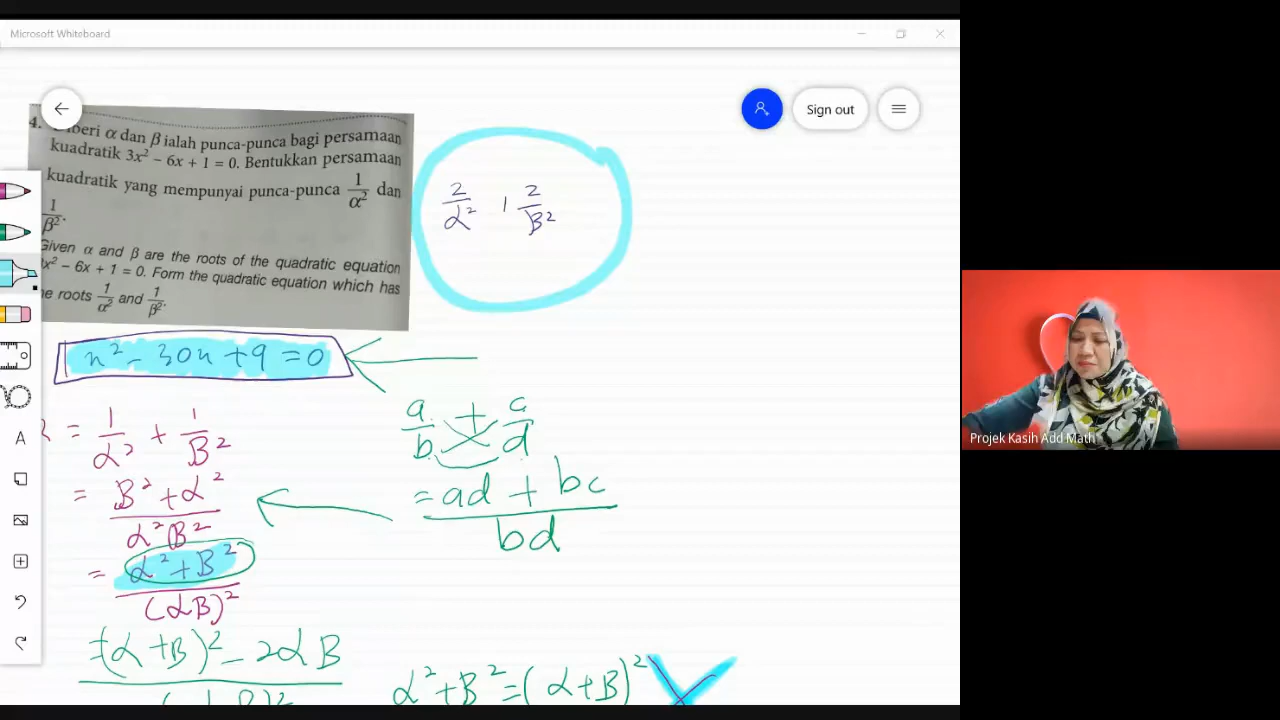 Microsoft Whiteboard
Sign out
4. Diberi α dan β ialah punca-punca bagi persamaan
kuadratik 3x² − 6x + 1 = 0. Bentukkan persamaan
kuadratik yang mempunyai punca-punca 1/α² dan
1/β².
Given α and β are the roots of the quadratic equation
3x² − 6x + 1 = 0. Form the quadratic equation which has
the roots 1/α² and 1/β².
2/α² , 2/β²
x² − 30x + 9 = 0
= 1/α² + 1/β²
= β² + α² / α²β²
= α² + β² / (αβ)²
= (α + β)² − 2αβ
a/b + c/d
= ad + bc / bd
α² + β² = (α + β)²
A
Projek Kasih Add Math